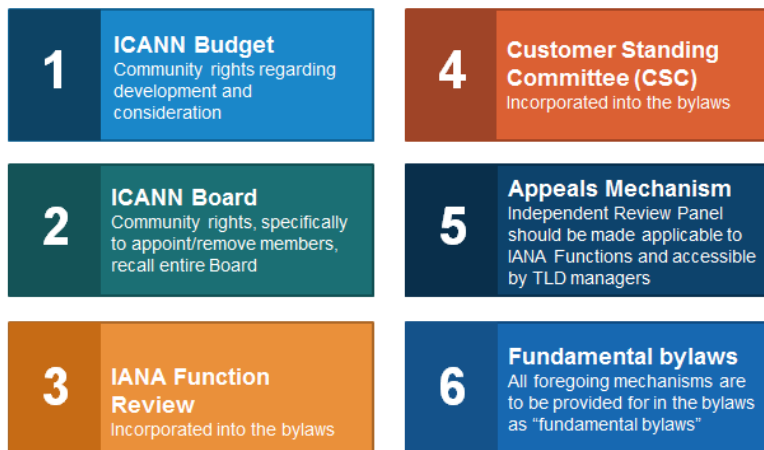 1
ICANN Budget
Community rights regarding
development and
consideration
2
ICANN Board
Community rights, specifically
to appoint/remove members,
recall entire Board
3
IANA Function
Review
Incorporated into the bylaws
4
Customer Standing
Committee (CSC)
Incorporated into the bylaws
5
Appeals Mechanism
Independent Review Panel
should be made applicable to
IANA Functions and accessible
by TLD managers
6
Fundamental bylaws
All foregoing mechanisms are
to be provided for in the bylaws
as “fundamental bylaws”